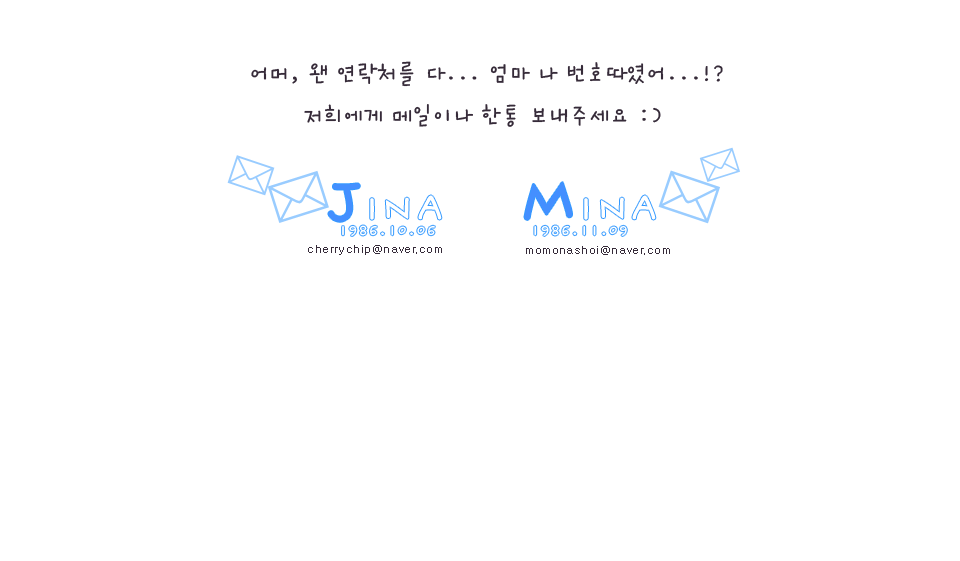 어머, 왠 연락처를 다... 엄마 나 번호따였어...!?
저희에게 메일이나 한통 보내주세요 :)
JINA MINA
1986.10.06 1986.11.09
cherrychip@naver.com momonashoi@naver.com